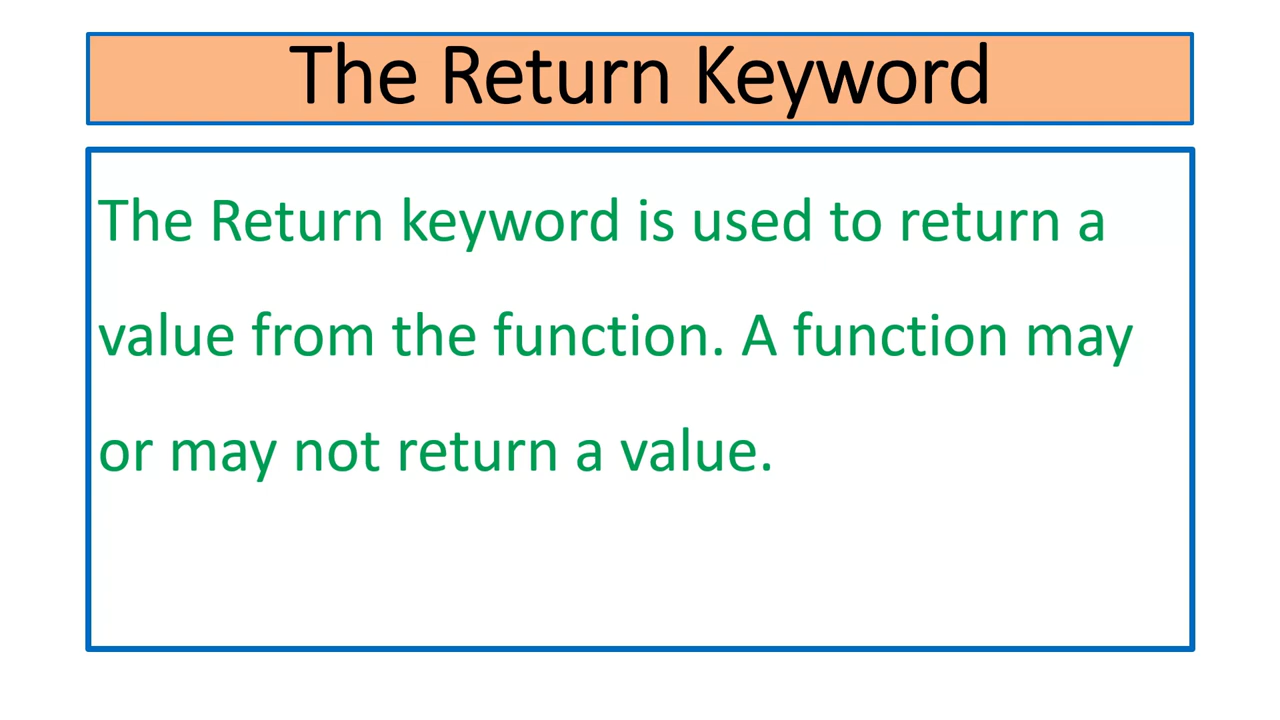 The Return Keyword
The Return keyword is used to return a
value from the function. A function may
or may not return a value.